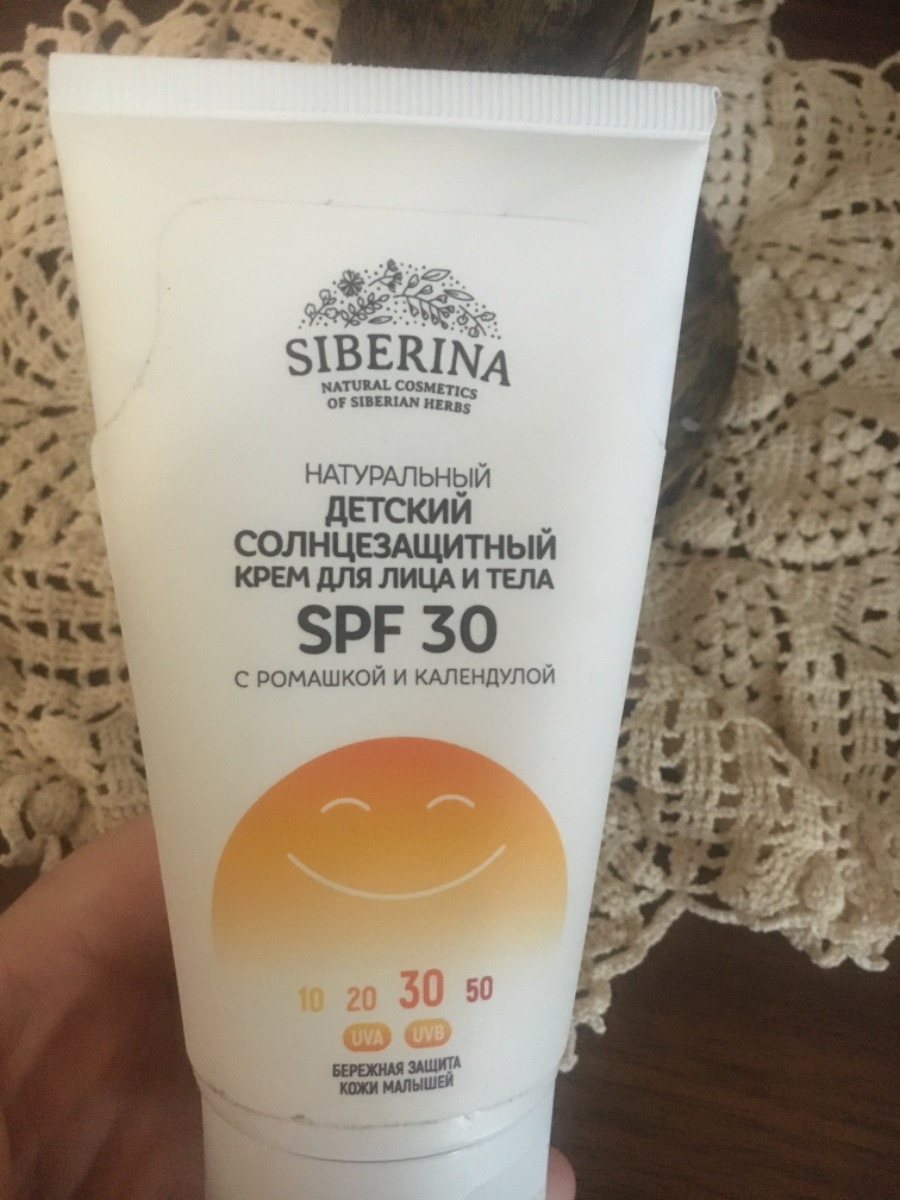 SIBERINA
NATURAL COSMETICS
OF SIBERIAN HERBS
НАТУРАЛЬНЫЙ
ДЕТСКИЙ
СОЛНЦЕЗАЩИТНЫЙ
КРЕМ ДЛЯ ЛИЦА И ТЕЛА
SPF 30
С РОМАШКОЙ И КАЛЕНДУЛОЙ
10 20 30 50
UVA UVB
БЕРЕЖНАЯ ЗАЩИТА
КОЖИ МАЛЫШЕЙ